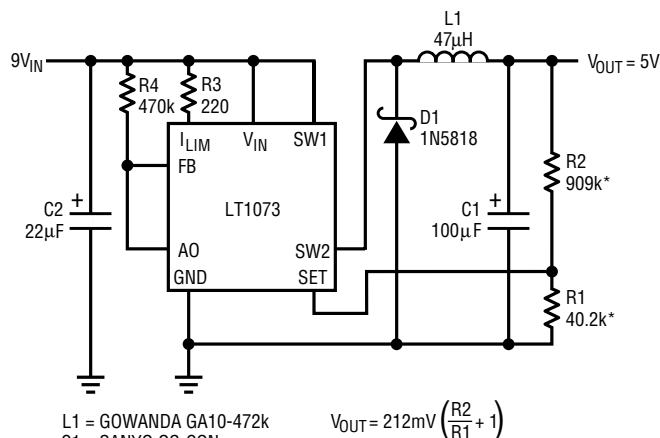 L1
47μH
9VIN
VOUT = 5V
R4
470k
R3
220
D1
1N5818
ILIM
VIN
SW1
FB
R2
909k*
LT1073
C2
22μF
+
C1
100μF
+
AO
SW2
GND
SET
R1
40.2k*
L1 = GOWANDA GA10-472k
VOUT = 212mV (R2/R1 + 1)